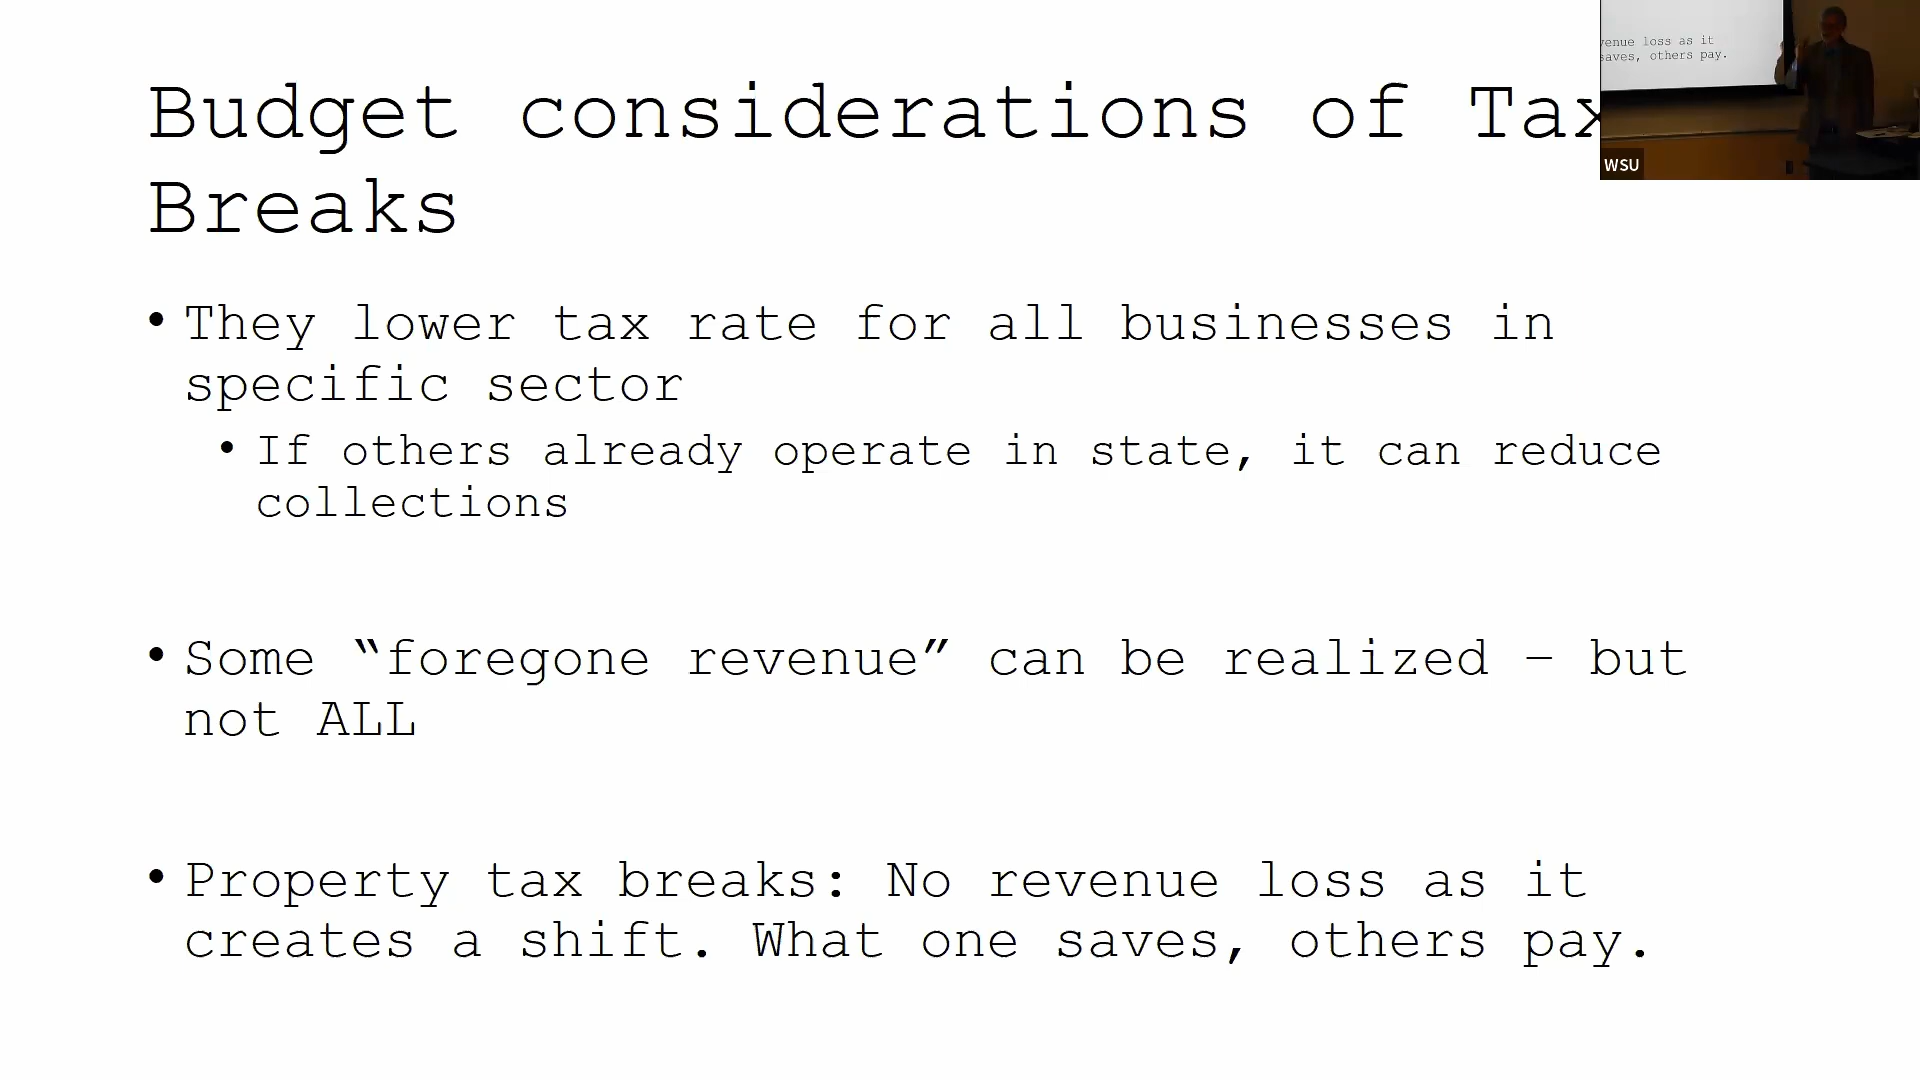 Budget considerations of Tax
Breaks
• They lower tax rate for all businesses in
specific sector
• If others already operate in state, it can reduce
collections
• Some “foregone revenue” can be realized – but
not ALL
• Property tax breaks: No revenue loss as it
creates a shift. What one saves, others pay.
venue loss as it
saves, others pay.
WSU